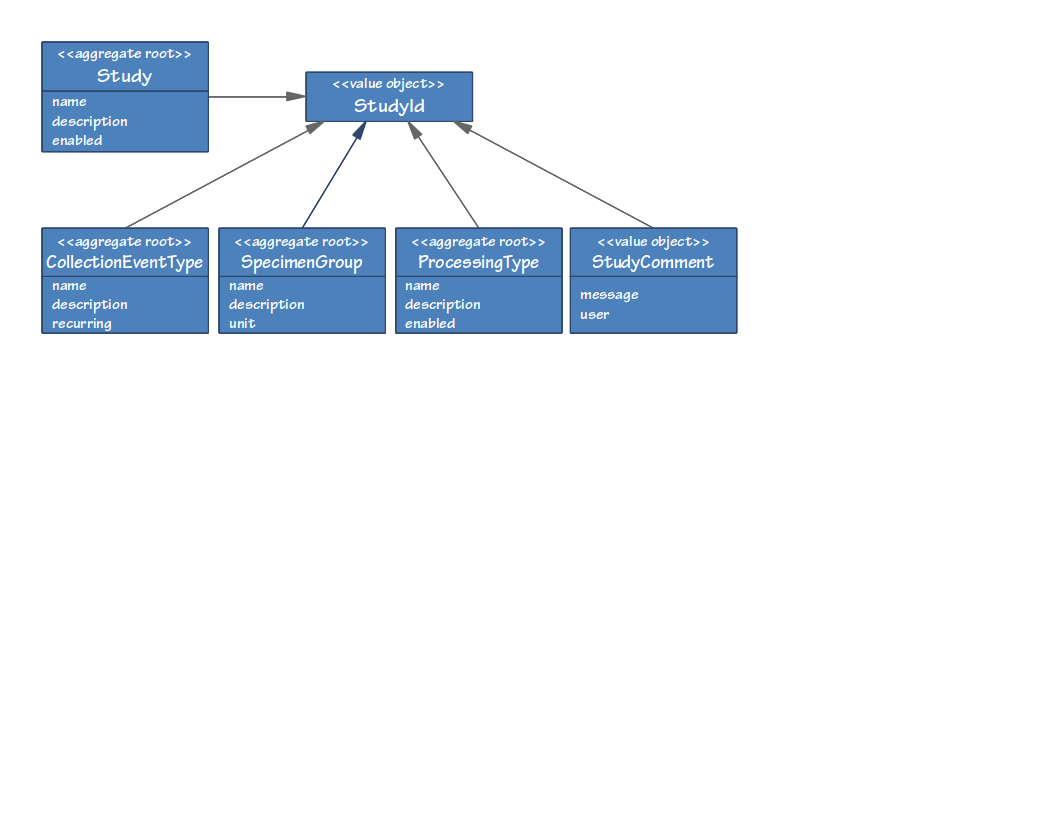 <<aggregate root>>
Study
name
description
enabled
<<value object>>
StudyId
<<aggregate root>>
CollectionEventType
name
description
recurring
<<aggregate root>>
SpecimenGroup
name
description
unit
<<aggregate root>>
ProcessingType
name
description
enabled
<<value object>>
StudyComment
message
user